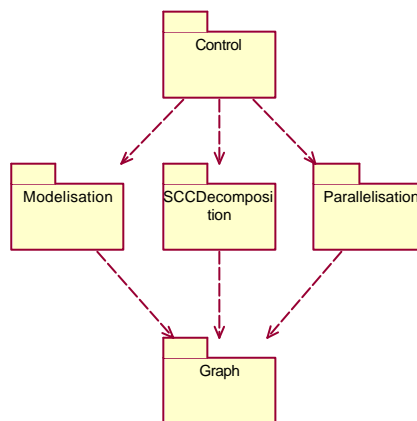 Control
Modelisation
SCCDecomposi
tion
Parallelisation
Graph